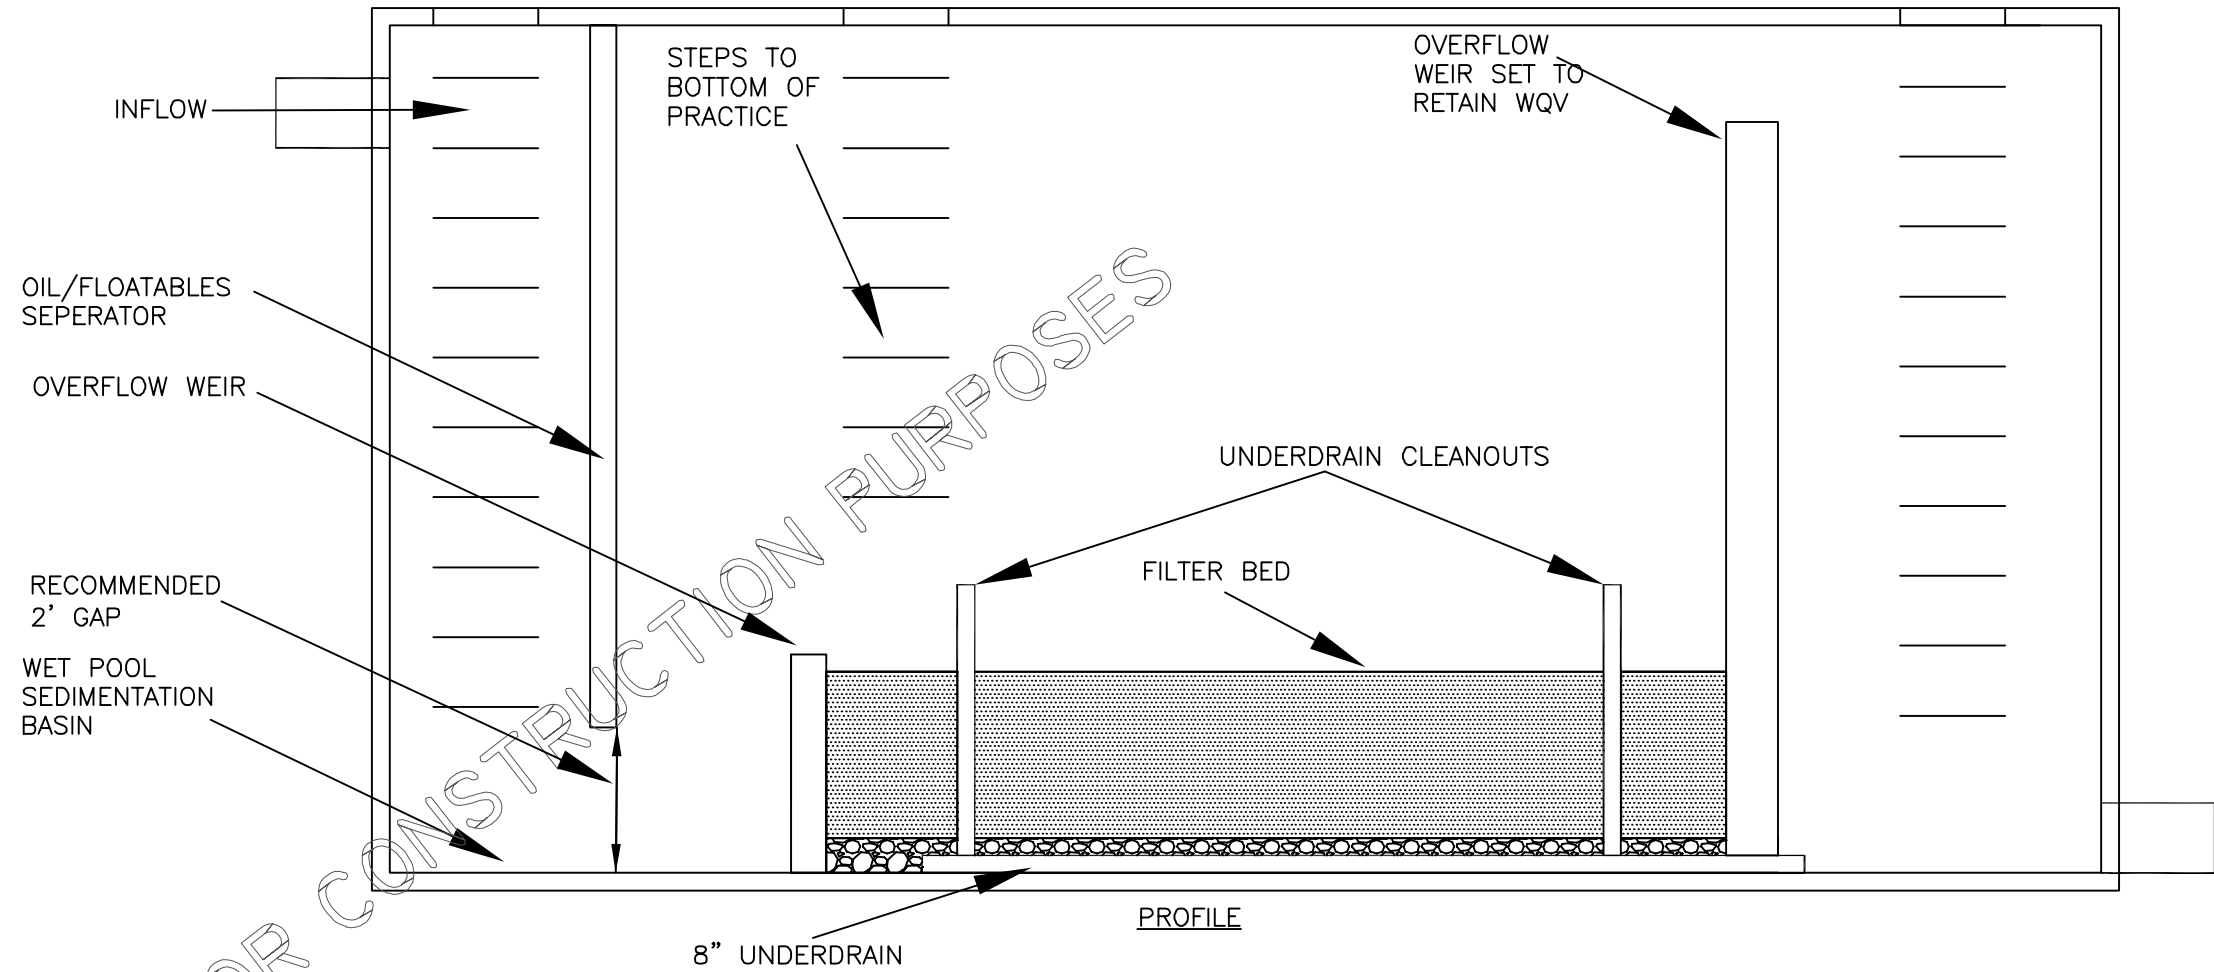 INFLOW
STEPS TO
BOTTOM OF
PRACTICE
OVERFLOW
WEIR SET TO
RETAIN WQV
OIL/FLOATABLES
SEPERATOR
OVERFLOW WEIR
UNDERDRAIN CLEANOUTS
FILTER BED
RECOMMENDED
2' GAP
WET POOL
SEDIMENTATION
BASIN
OR CONSTRUCTION PURPOSES
PROFILE
8" UNDERDRAIN